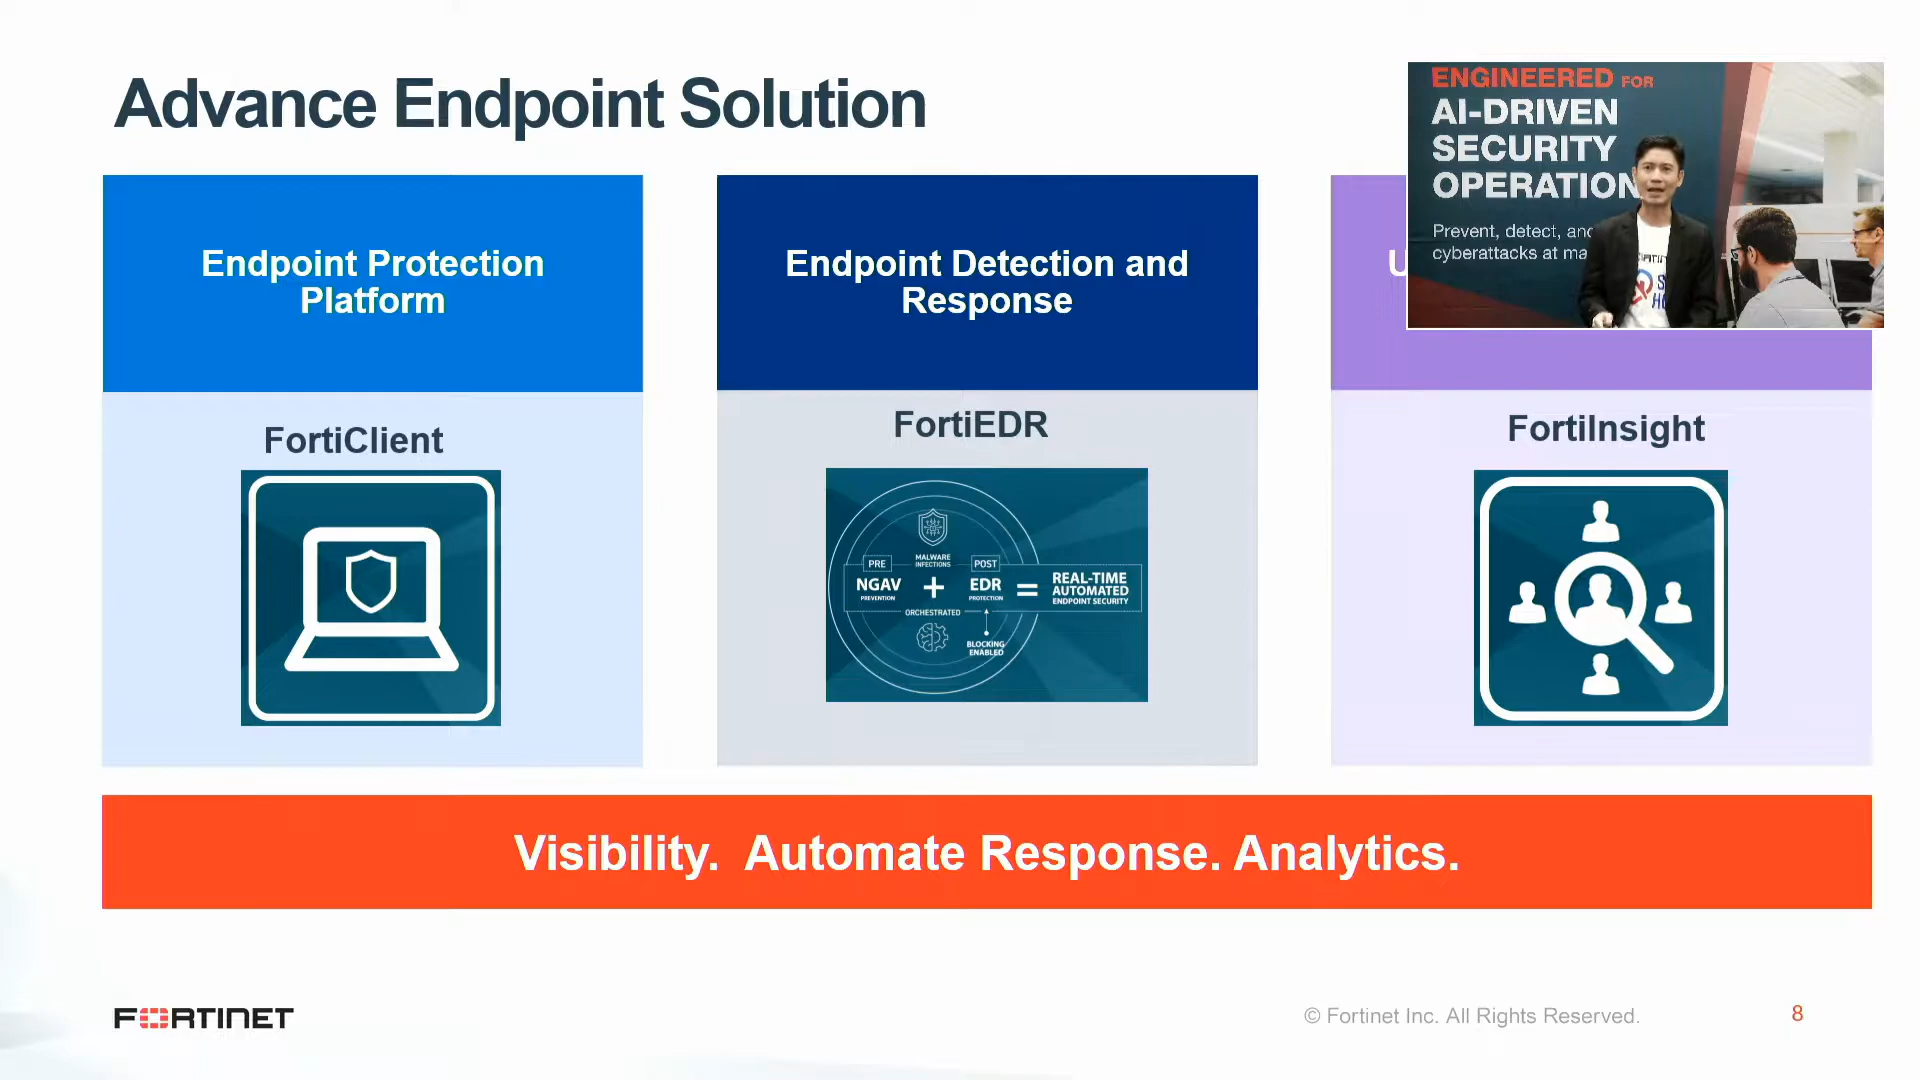 Advance Endpoint Solution
ENGINEERED FOR
AI-DRIVEN
SECURITY
OPERATION
Prevent, detect, and
cyberattacks at ma
Endpoint Protection
Platform
Endpoint Detection and
Response
U
FortiClient
FortiEDR
FortiInsight
MALWARE
INFECTIONS
PRE
POST
NGAV
PREVENTION
+
EDR
PROTECTION
=
REAL-TIME
AUTOMATED
ENDPOINT SECURITY
ORCHESTRATED
BLOCKING
ENABLED
Visibility.  Automate Response. Analytics.
FORTINET
© Fortinet Inc. All Rights Reserved.
8